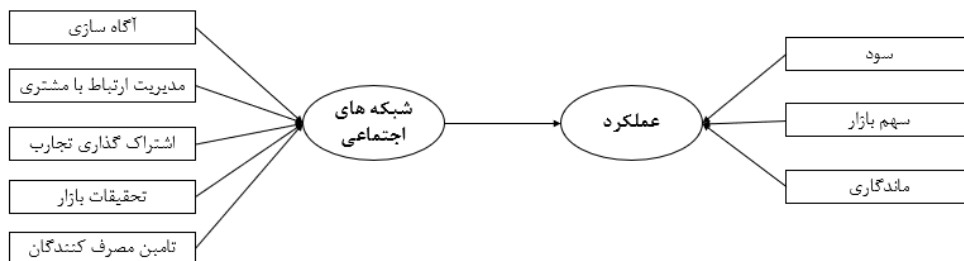 آگاه سازی
مدیریت ارتباط با مشتری
اشتراک گذاری تجارب
تحقیقات بازار
تامین مصرف کنندگان
شبکه های
اجتماعی
عملکرد
سود
سهم بازار
ماندگاری